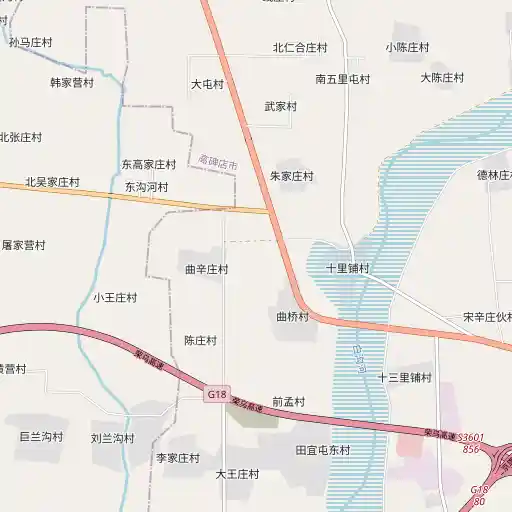 孙马庄村
北仁合庄村
小陈庄村
韩家营村
大屯村
南五里屯村
大陈庄村
武家村
北张庄村
东高家庄村
高碑店市
朱家庄村
德林庄村
北吴家庄村
东沟河村
屠家营村
曲辛庄村
十里铺村
小王庄村
曲桥村
宋辛庄伙村
陈庄村
白沟河
荣乌高速
营村
十三里铺村
G18
荣乌高速
前孟村
巨兰沟村
刘兰沟村
荣乌高速
S3601
856
李家庄村
田宜屯东村
大王庄村
G18
80